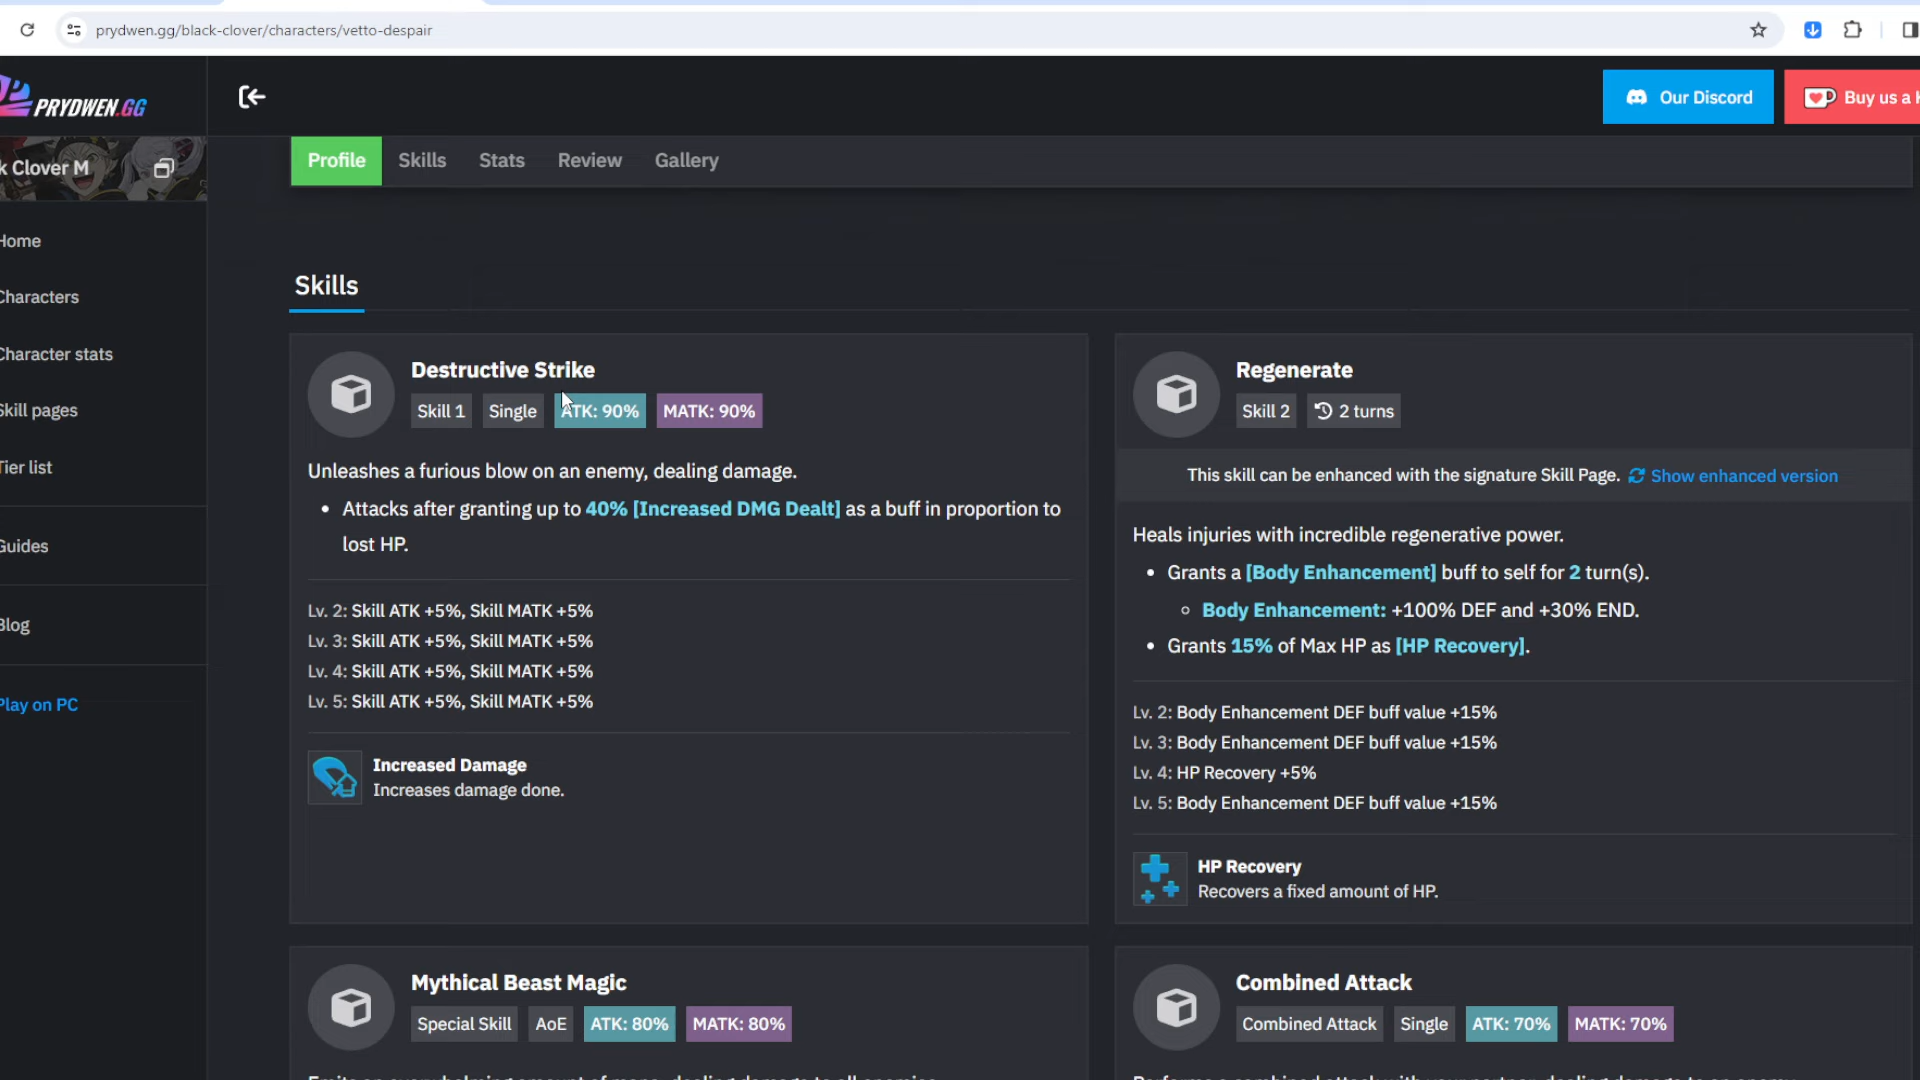 prydwen.gg/black-clover/characters/vetto-despair
PRYDWEN.GG
Our Discord
Buy us a K
k Clover M
Profile Skills Stats Review Gallery
Home
Characters
Character stats
Skill pages
Tier list
Guides
Blog
Play on PC
Skills
Destructive Strike
Skill 1 Single ATK: 90% MATK: 90%
Unleashes a furious blow on an enemy, dealing damage.
• Attacks after granting up to 40% [Increased DMG Dealt] as a buff in proportion to
lost HP.
Lv. 2: Skill ATK +5%, Skill MATK +5%
Lv. 3: Skill ATK +5%, Skill MATK +5%
Lv. 4: Skill ATK +5%, Skill MATK +5%
Lv. 5: Skill ATK +5%, Skill MATK +5%
Increased Damage
Increases damage done.
Regenerate
Skill 2 2 turns
This skill can be enhanced with the signature Skill Page. Show enhanced version
Heals injuries with incredible regenerative power.
• Grants a [Body Enhancement] buff to self for 2 turn(s).
Body Enhancement: +100% DEF and +30% END.
• Grants 15% of Max HP as [HP Recovery].
Lv. 2: Body Enhancement DEF buff value +15%
Lv. 3: Body Enhancement DEF buff value +15%
Lv. 4: HP Recovery +5%
Lv. 5: Body Enhancement DEF buff value +15%
HP Recovery
Recovers a fixed amount of HP.
Mythical Beast Magic
Special Skill AoE ATK: 80% MATK: 80%
Combined Attack
Combined Attack Single ATK: 70% MATK: 70%